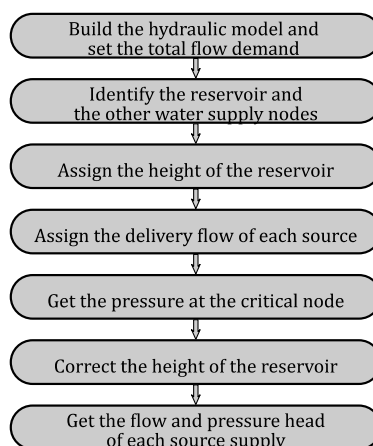 Build the hydraulic model and
set the total flow demand
Identify the reservoir and
the other water supply nodes
Assign the height of the reservoir
Assign the delivery flow of each source
Get the pressure at the critical node
Correct the height of the reservoir
Get the flow and pressure head
of each source supply